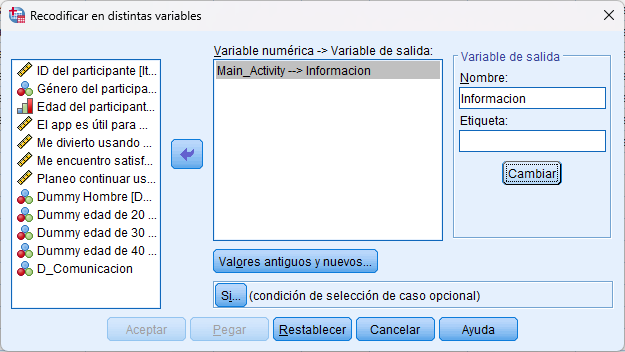 Recodificar en distintas variables
ID del participante [It...
Género del participa...
Edad del participant...
El app es útil para ...
Me divierto usando ...
Me encuentro satisf...
Planeo continuar us...
Dummy Hombre [D...
Dummy edad de 20 ...
Dummy edad de 30 ...
Dummy edad de 40 ...
D_Comunicacion
Variable numérica -> Variable de salida:
Main_Activity --> Informacion
Variable de salida
Nombre:
Informacion
Etiqueta:
Cambiar
Valores antiguos y nuevos...
Si... (condición de selección de caso opcional)
Aceptar Pegar Restablecer Cancelar Ayuda